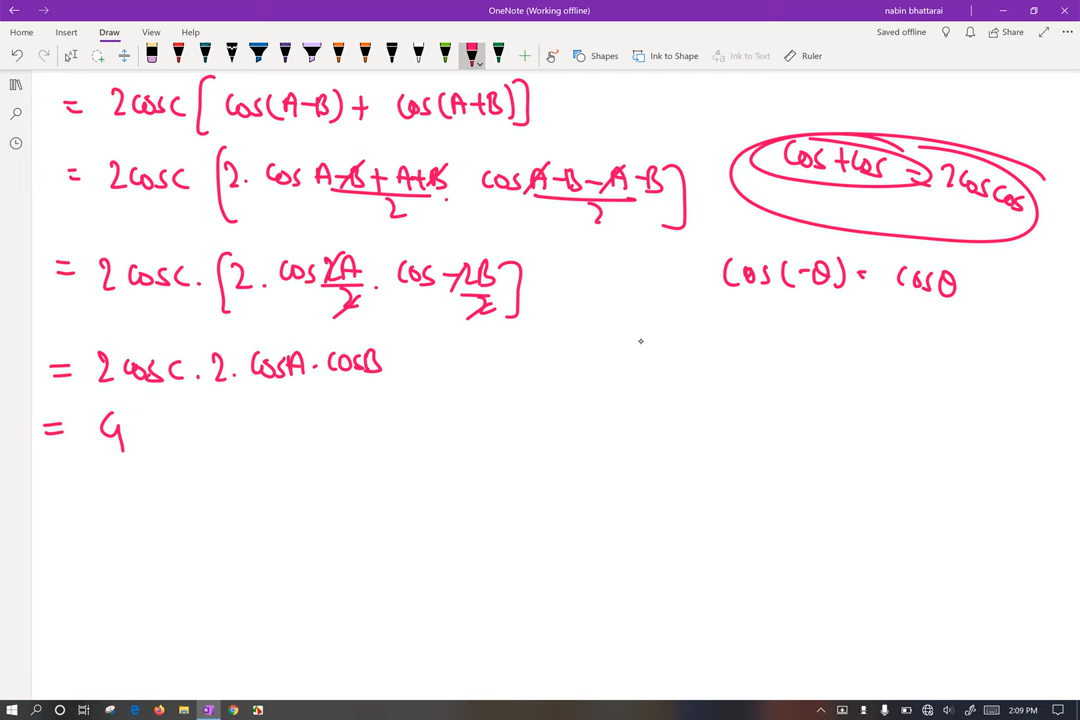 OneNote (Working offline)
nabin bhattarai
Home Insert Draw View Help
Saved offline
Share
Shapes
Ink to Shape
Ink to Text
Ruler
= 2cosC [ cos(A-B) + cos(A+B)]
= 2cosC [2. cos A-B+A+B/2 . cos A-B-A-B/2]
cos+cos = 2coscos
= 2cosC. [2. cos 2A/2 . cos -2B/2]
cos(-θ) = cosθ
= 2cosC . 2. cosA . cosB
= 4
2:09 PM